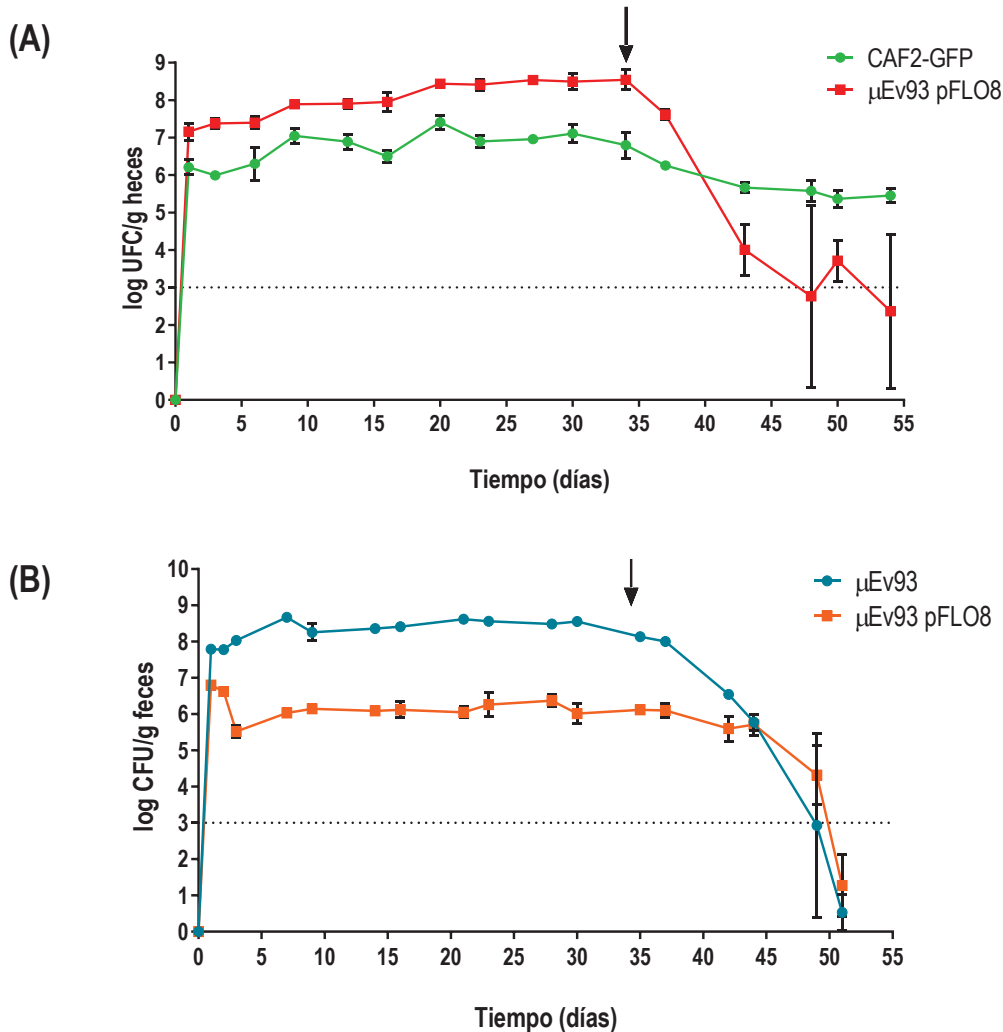 (A)
CAF2-GFP
μEv93 pFLO8
log UFC/g heces
9
8
7
6
5
4
3
2
1
0
0 5 10 15 20 25 30 35 40 45 50 55
Tiempo (días)
(B)
μEv93
μEv93 pFLO8
log CFU/g feces
10
9
8
7
6
5
4
3
2
1
0
0 5 10 15 20 25 30 35 40 45 50 55
Tiempo (días)